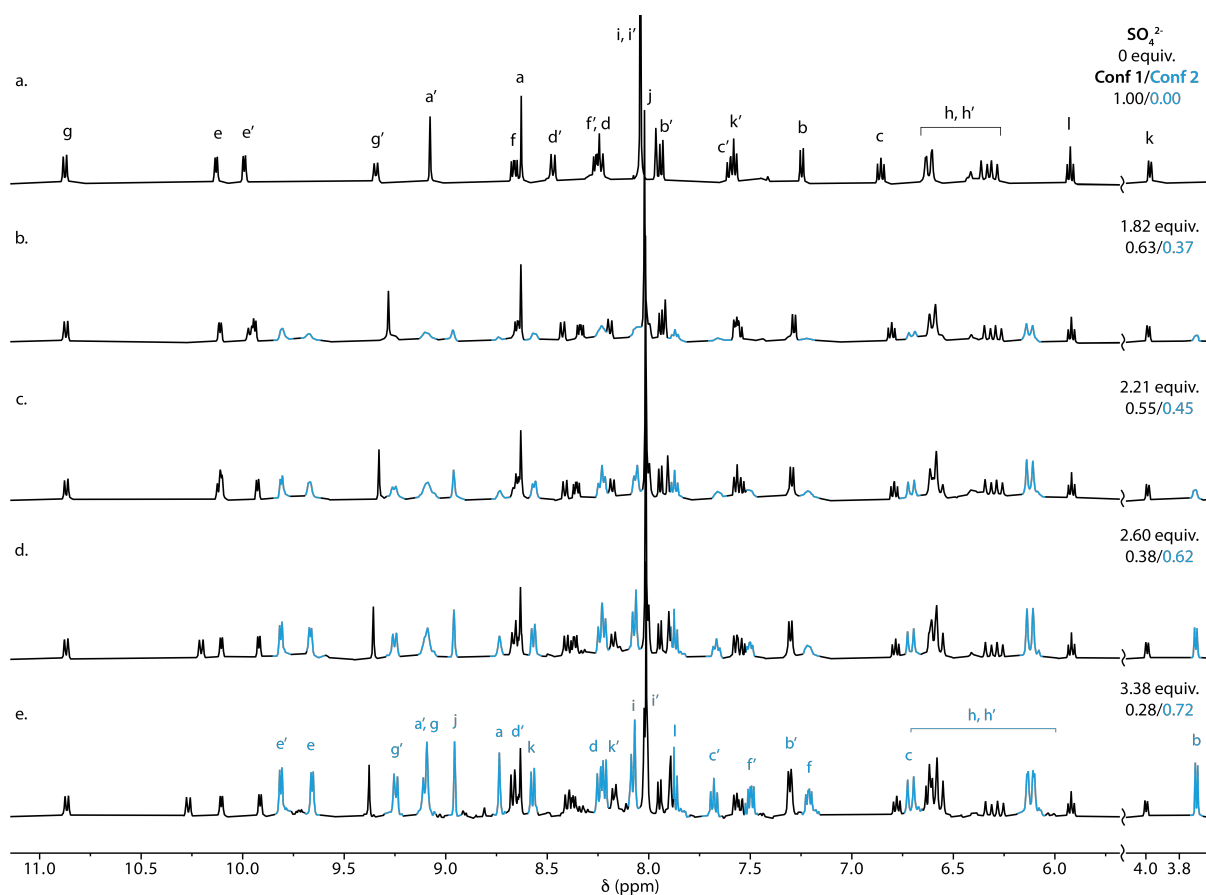 SO₄²⁻
0 equiv.
Conf 1/Conf 2
1.00/0.00
a.
g e e′ g′ a′ f a d′ f′, d i, i′ j b′ c′ k′ b c h, h′ l k
b.
1.82 equiv.
0.63/0.37
c.
2.21 equiv.
0.55/0.45
d.
2.60 equiv.
0.38/0.62
e.
3.38 equiv.
0.28/0.72
e′ e g′ a′, g j a d′ k d k′ i i′ l c′ f′ b′ f c h, h′ b
11.0 10.5 10.0 9.5 9.0 8.5 8.0 7.5 7.0 6.5 6.0 4.0 3.8
δ (ppm)